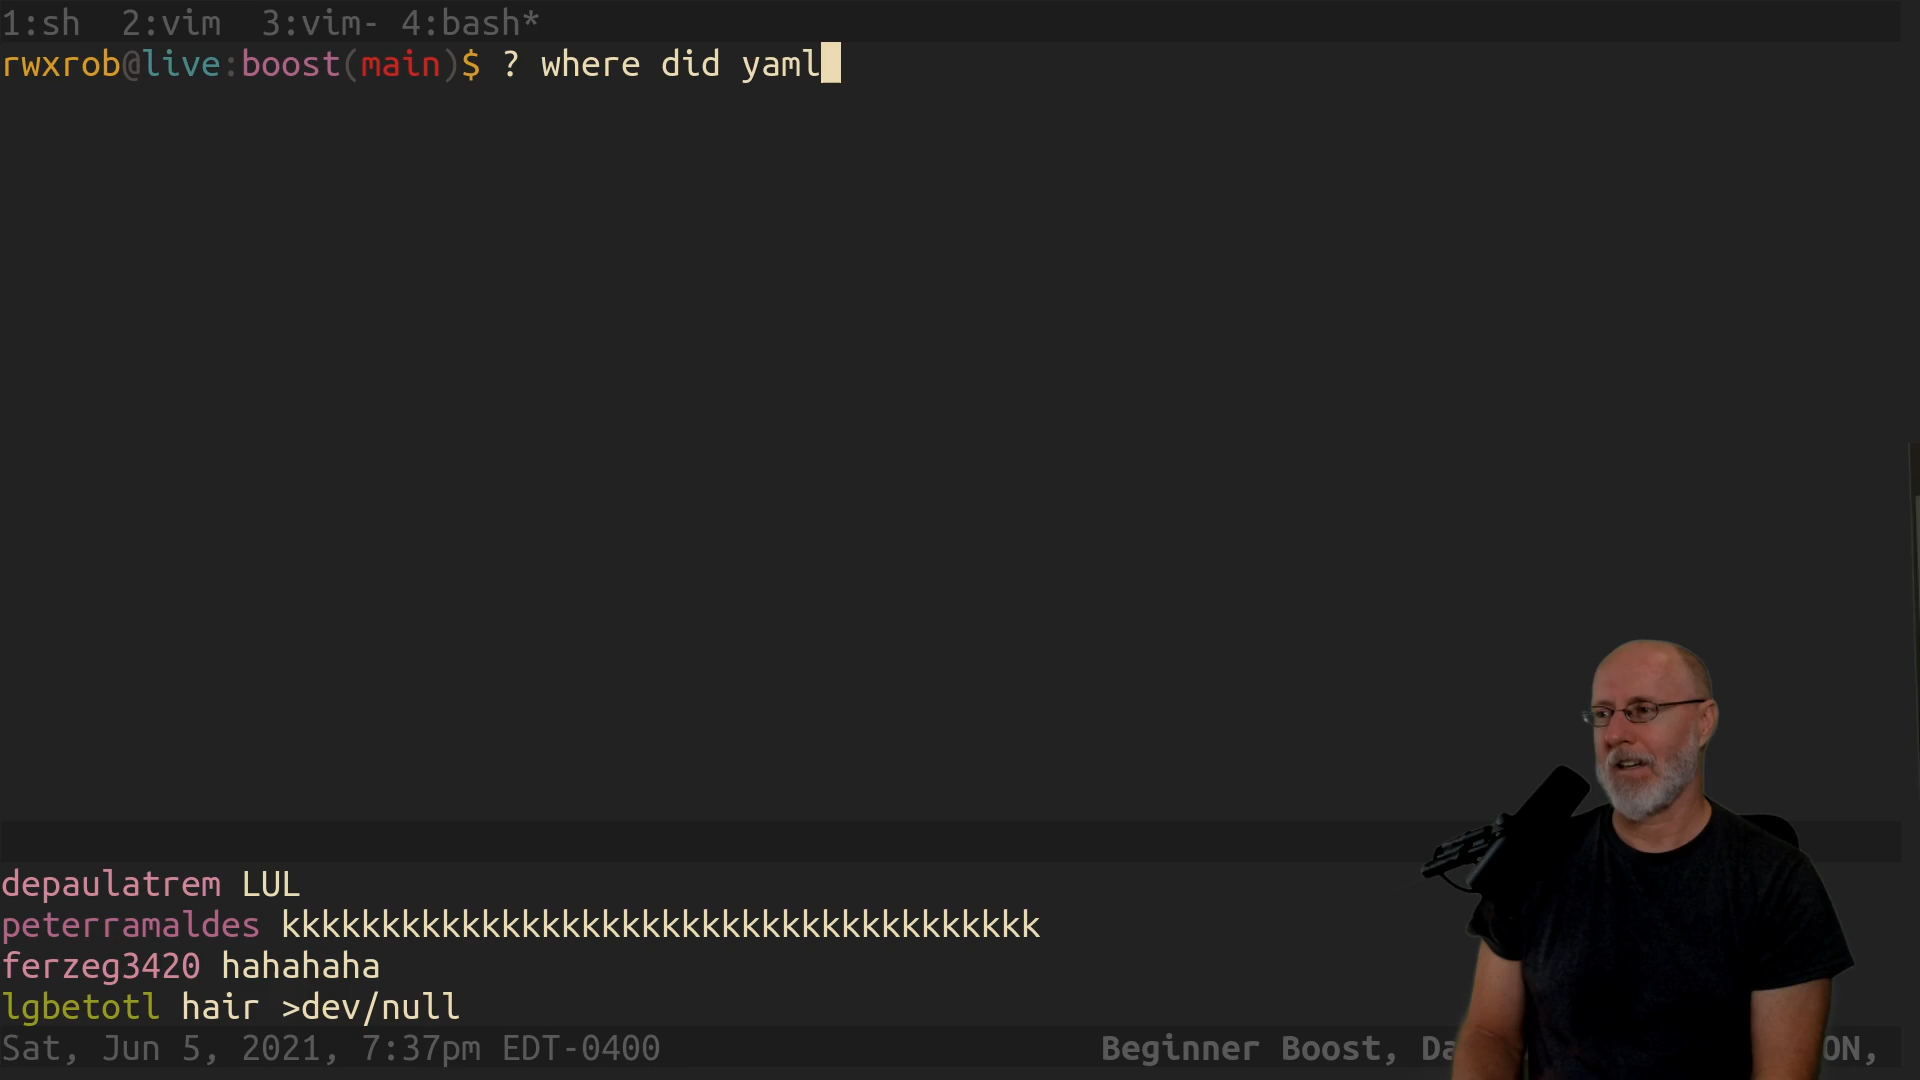 1:sh  2:vim  3:vim- 4:bash*
rwxrob@live:boost(main)$ ? where did yaml
depaulatrem LUL
peterramaldes kkkkkkkkkkkkkkkkkkkkkkkkkkkkkkkkkkkkkk
ferzeg3420 hahahaha
lgbetotl hair >dev/null
Sat, Jun 5, 2021, 7:37pm EDT-0400 Beginner Boost, Da ON,